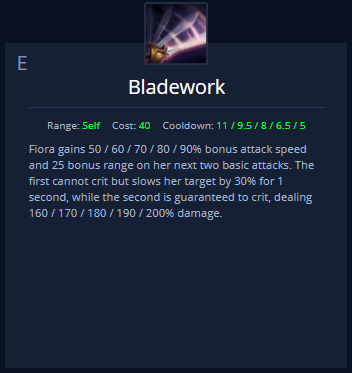 E
Bladework
Range: Self Cost: 40 Cooldown: 11 / 9.5 / 8 / 6.5 / 5
Fiora gains 50 / 60 / 70 / 80 / 90% bonus attack speed
and 25 bonus range on her next two basic attacks. The
first cannot crit but slows her target by 30% for 1
second, while the second is guaranteed to crit, dealing
160 / 170 / 180 / 190 / 200% damage.